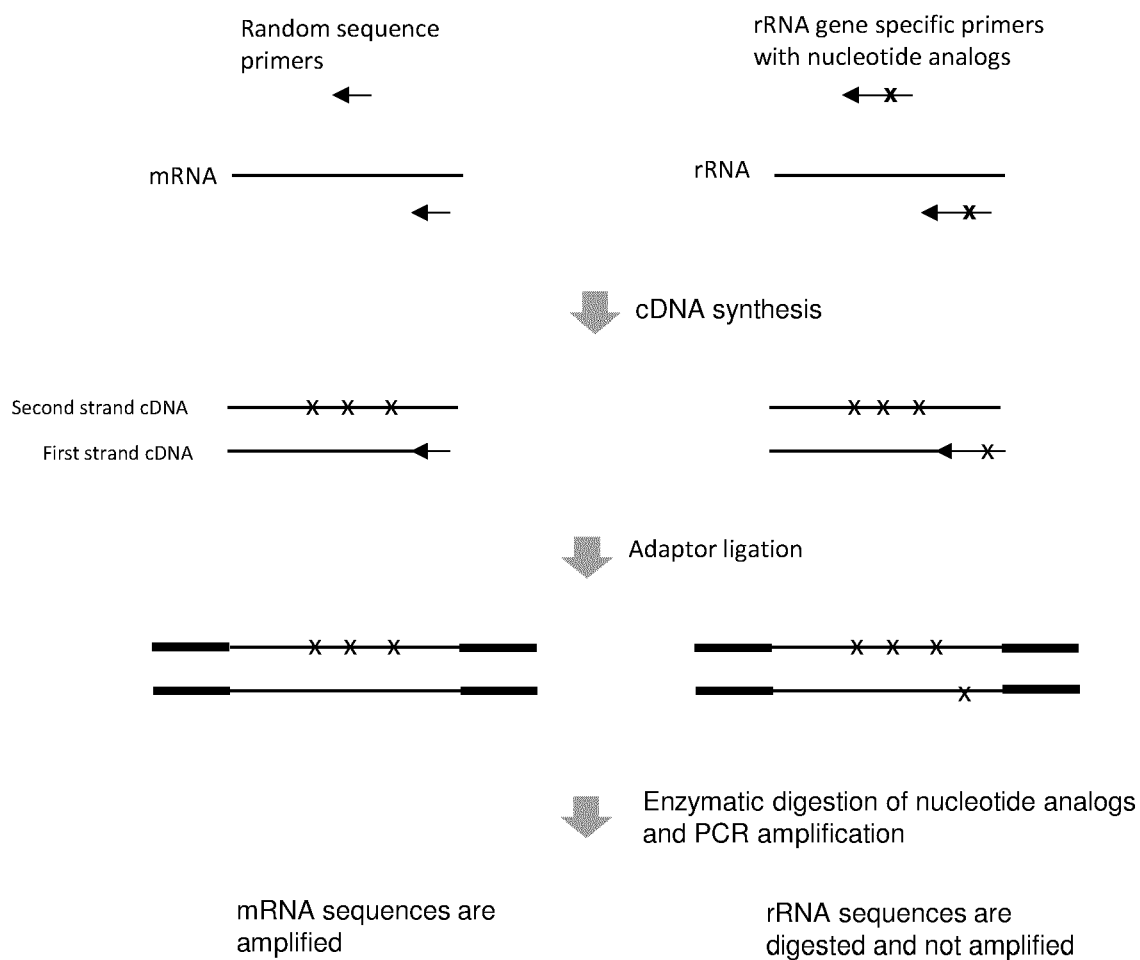 Random sequence
primers
rRNA gene specific primers
with nucleotide analogs
x
mRNA
rRNA
x
cDNA synthesis
Second strand cDNA
x x x
x x x
First strand cDNA
x
Adaptor ligation
x x x
x x x
x
Enzymatic digestion of nucleotide analogs
and PCR amplification
mRNA sequences are
amplified
rRNA sequences are
digested and not amplified